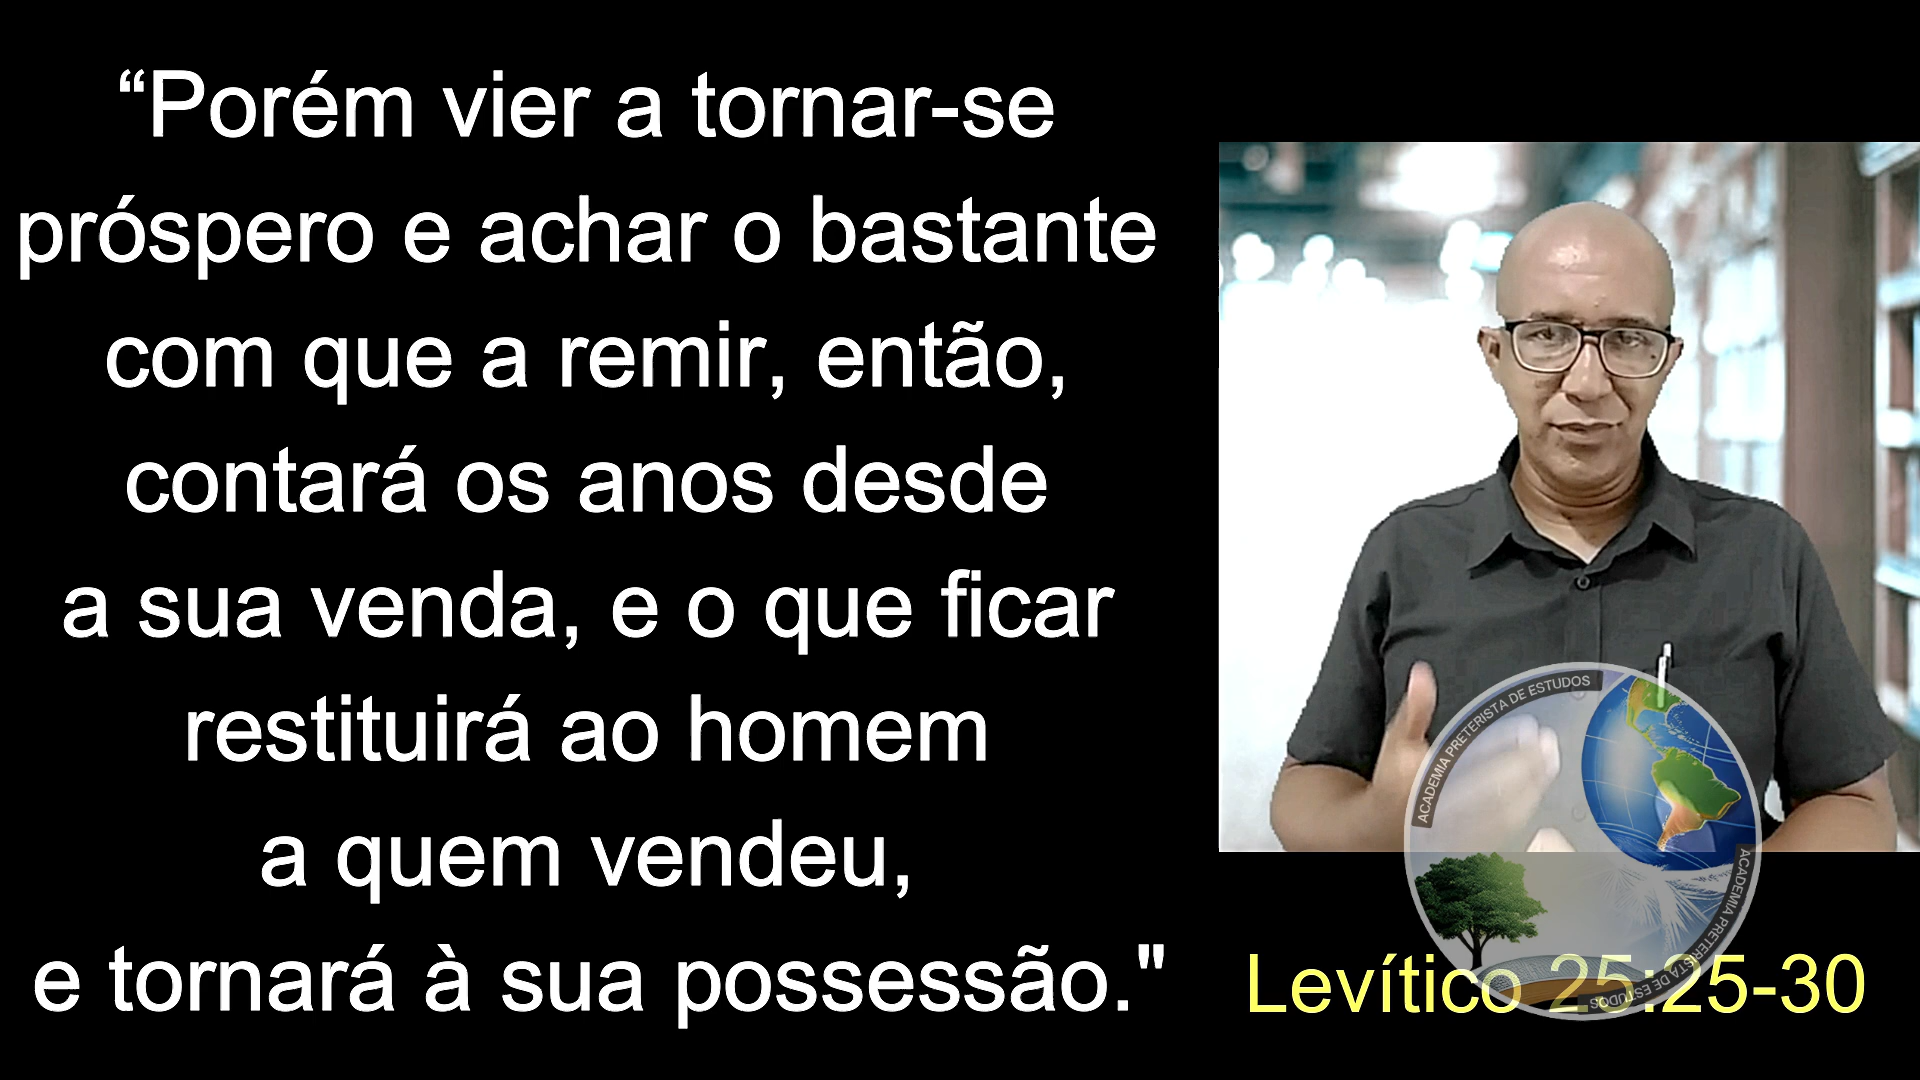 “Porém vier a tornar-se
próspero e achar o bastante
com que a remir, então,
contará os anos desde
a sua venda, e o que ficar
restituirá ao homem
a quem vendeu,
e tornará à sua possessão."
Levítico 25:25-30
ACADEMIA PRETERISTA DE ESTUDOS
ACADEMIA PRETERISTA DE ESTUDOS